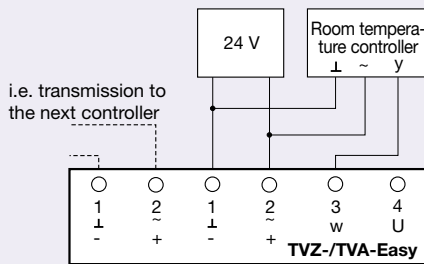 24 V
Room tempera-
ture controller
⊥ ~ y
i.e. transmission to
the next controller
1 2 1 2 3 4
⊥ ~ ⊥ ~ w U
- + - +
TVZ-/TVA-Easy